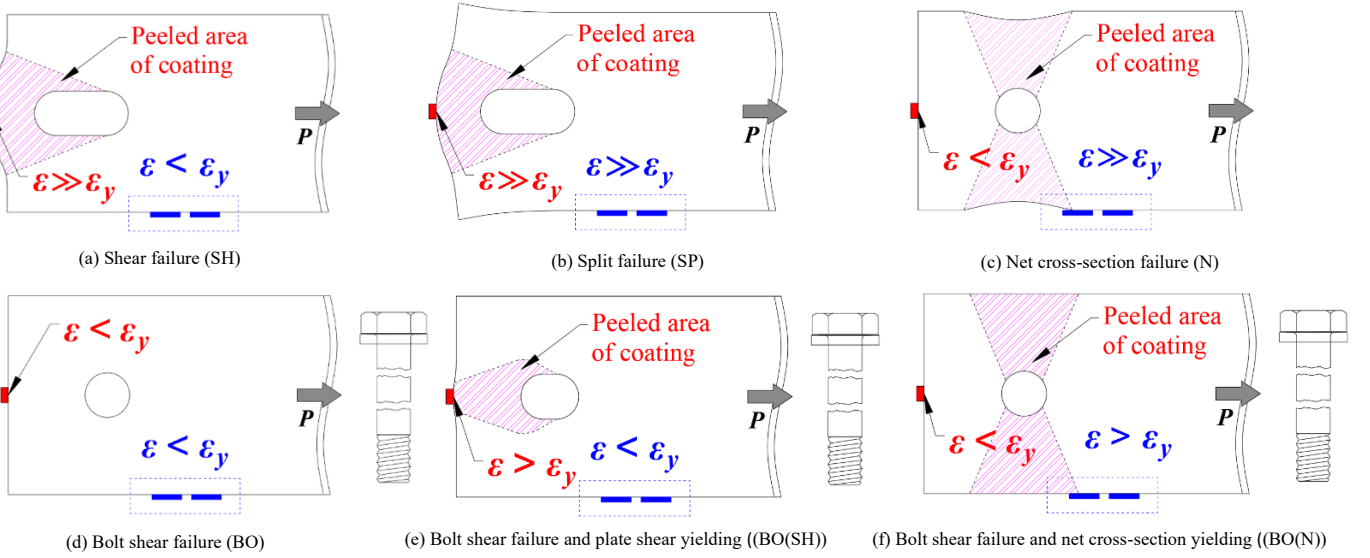 Peeled area
of coating
P
ε≫εy
ε < εy
(a) Shear failure (SH)
Peeled area
of coating
P
ε≫εy
ε≫εy
(b) Split failure (SP)
Peeled area
of coating
P
ε < εy
ε≫εy
(c) Net cross-section failure (N)
ε < εy
P
ε < εy
(d) Bolt shear failure (BO)
Peeled area
of coating
P
ε > εy
ε < εy
(e) Bolt shear failure and plate shear yielding ((BO(SH))
Peeled area
of coating
P
ε < εy
ε > εy
(f) Bolt shear failure and net cross-section yielding ((BO(N))